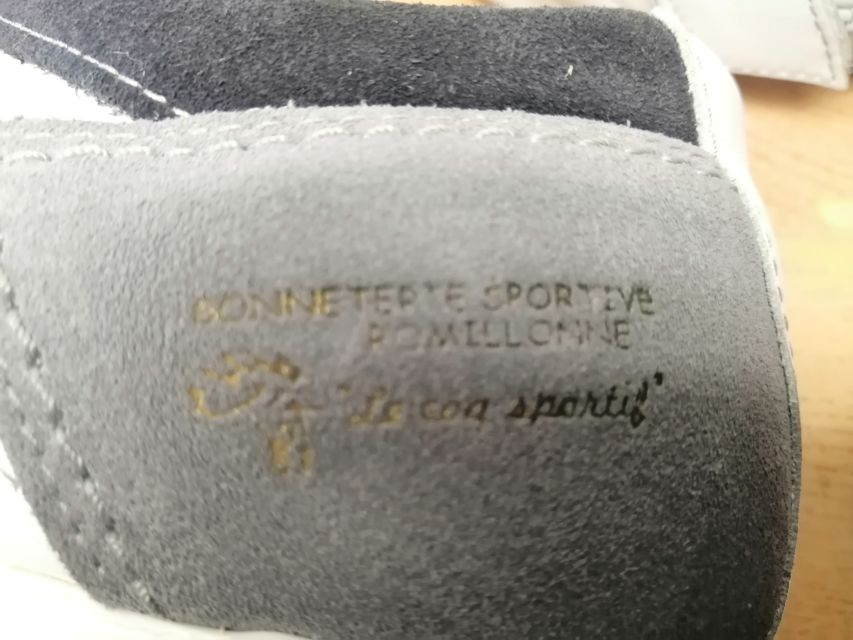 BONNETERIE SPORTIVE
ROMILLONNE
"Le coq sportif"